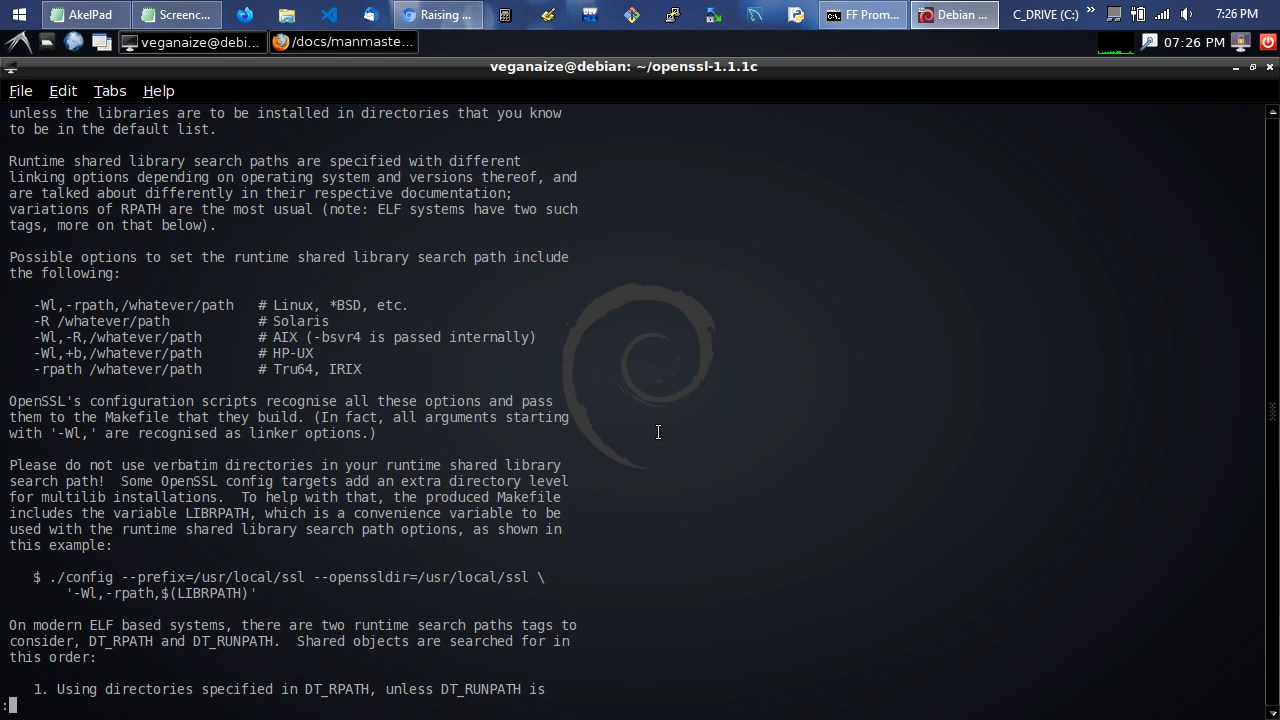 AkelPad
Screenc...
Raising ...
FF Prom...
Debian ...
C_DRIVE (C:)
»
7:26 PM
veganaize@debi...
/docs/manmaste...
07:26 PM
veganaize@debian: ~/openssl-1.1.1c
File Edit Tabs Help
unless the libraries are to be installed in directories that you know
to be in the default list.
Runtime shared library search paths are specified with different
linking options depending on operating system and versions thereof, and
are talked about differently in their respective documentation;
variations of RPATH are the most usual (note: ELF systems have two such
tags, more on that below).
Possible options to set the runtime shared library search path include
the following:
-Wl,-rpath,/whatever/path # Linux, *BSD, etc.
-R /whatever/path # Solaris
-Wl,-R,/whatever/path # AIX (-bsvr4 is passed internally)
-Wl,+b,/whatever/path # HP-UX
-rpath /whatever/path # Tru64, IRIX
OpenSSL's configuration scripts recognise all these options and pass
them to the Makefile that they build. (In fact, all arguments starting
with '-Wl,' are recognised as linker options.)
Please do not use verbatim directories in your runtime shared library
search path!  Some OpenSSL config targets add an extra directory level
for multilib installations.  To help with that, the produced Makefile
includes the variable LIBRPATH, which is a convenience variable to be
used with the runtime shared library search path options, as shown in
this example:
$ ./config --prefix=/usr/local/ssl --openssldir=/usr/local/ssl \
'-Wl,-rpath,$(LIBRPATH)'
On modern ELF based systems, there are two runtime search paths tags to
consider, DT_RPATH and DT_RUNPATH.  Shared objects are searched for in
this order:
1. Using directories specified in DT_RPATH, unless DT_RUNPATH is
: